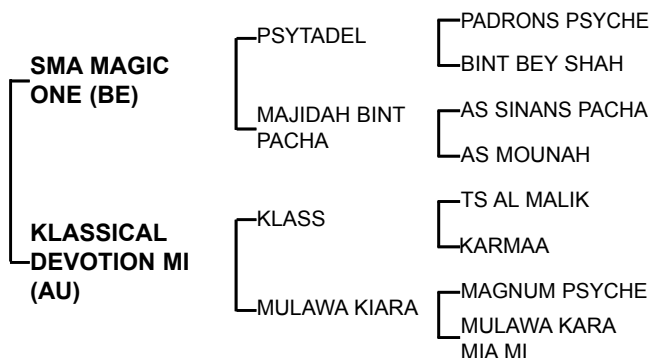 SMA MAGIC
ONE (BE)
PSYTADEL
PADRONS PSYCHE
BINT BEY SHAH
MAJIDAH BINT
PACHA
AS SINANS PACHA
AS MOUNAH
KLASSICAL
DEVOTION MI
(AU)
KLASS
TS AL MALIK
KARMAA
MULAWA KIARA
MAGNUM PSYCHE
MULAWA KARA
MIA MI